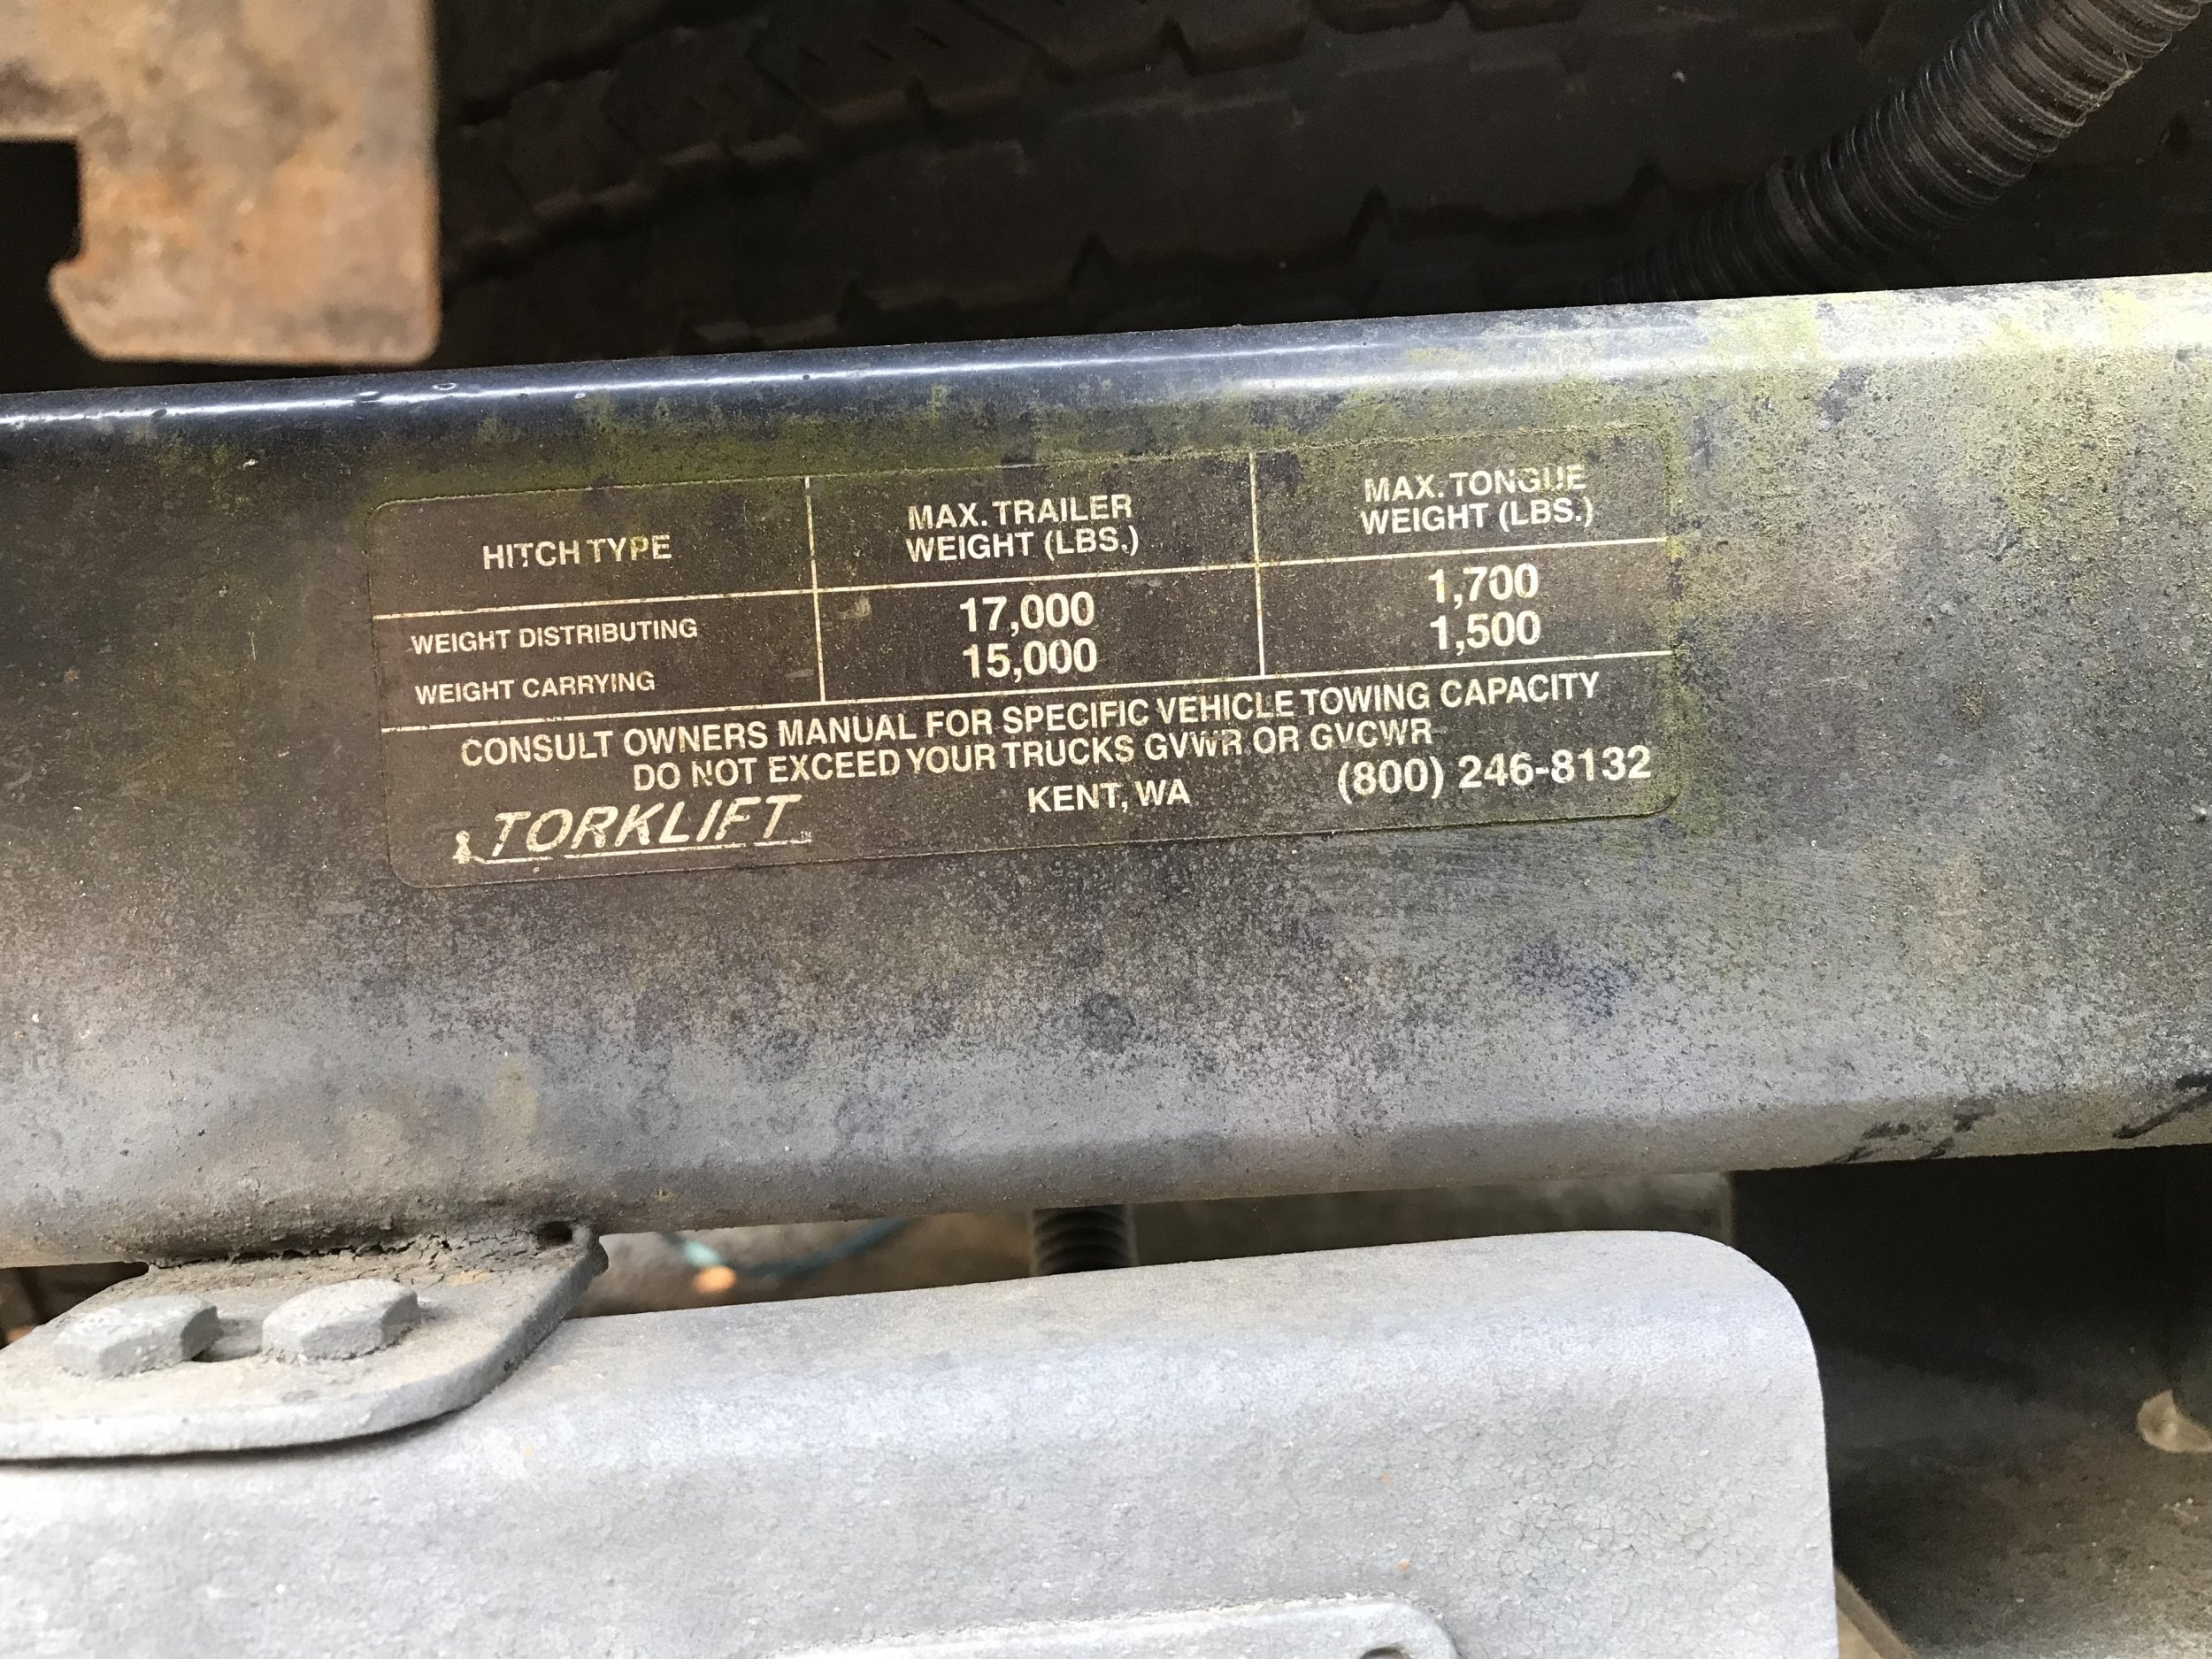 HITCH TYPE MAX. TRAILER WEIGHT (LBS.) MAX. TONGUE WEIGHT (LBS.)
WEIGHT DISTRIBUTING 17,000 1,700
WEIGHT CARRYING 15,000 1,500
CONSULT OWNERS MANUAL FOR SPECIFIC VEHICLE TOWING CAPACITY
DO NOT EXCEED YOUR TRUCKS GVWR OR GVCWR
TORKLIFT™ KENT, WA (800) 246-8132